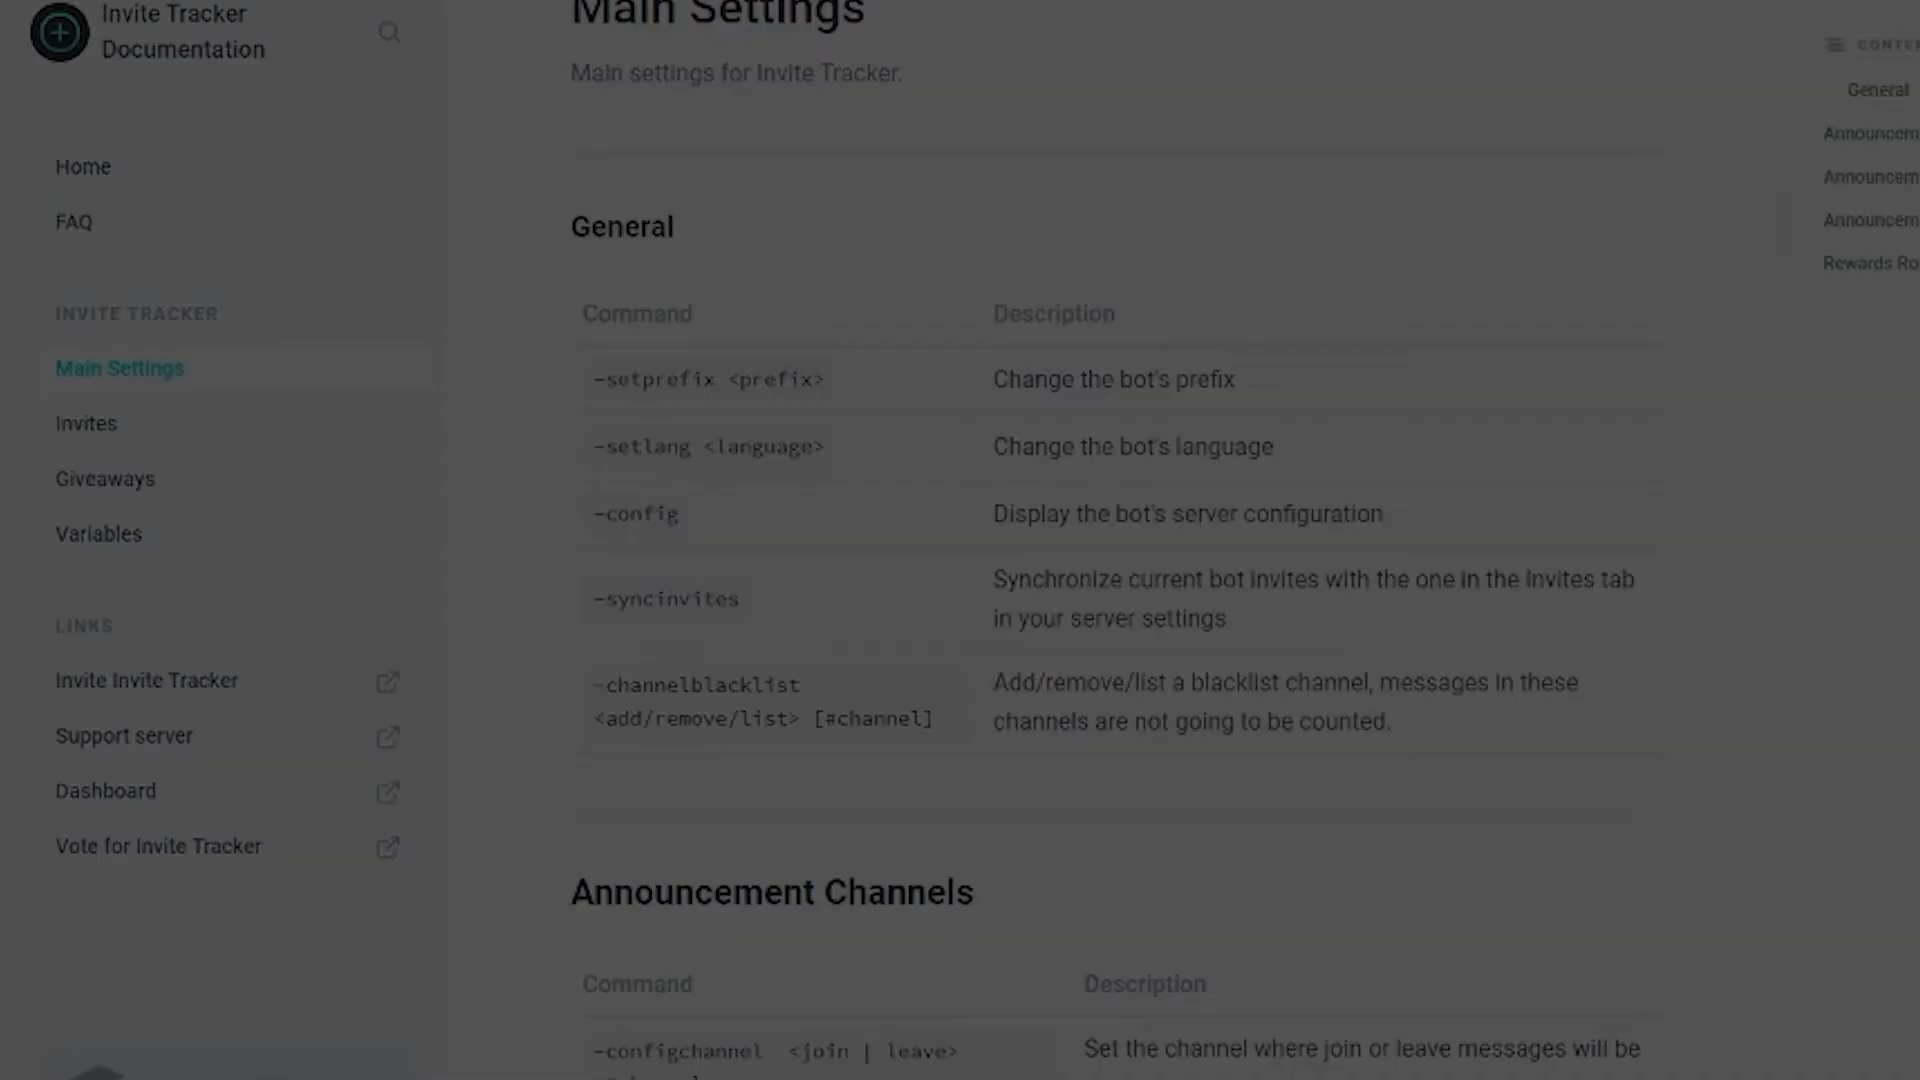 Invite Tracker
Documentation
Home
FAQ
INVITE TRACKER
Main Settings
Invites
Giveaways
Variables
LINKS
Invite Invite Tracker
Support server
Dashboard
Vote for Invite Tracker
Main Settings
Main settings for Invite Tracker.
General
Command Description
-setprefix <prefix> Change the bot's prefix
-setlang <language> Change the bot's language
-config Display the bot's server configuration
-syncinvites Synchronize current bot invites with the one in the Invites tab
in your server settings
-channelblacklist
<add/remove/list> [#channel]
Add/remove/list a blacklist channel, messages in these
channels are not going to be counted.
Announcement Channels
Command Description
-configchannel <join | leave> Set the channel where join or leave messages will be
General